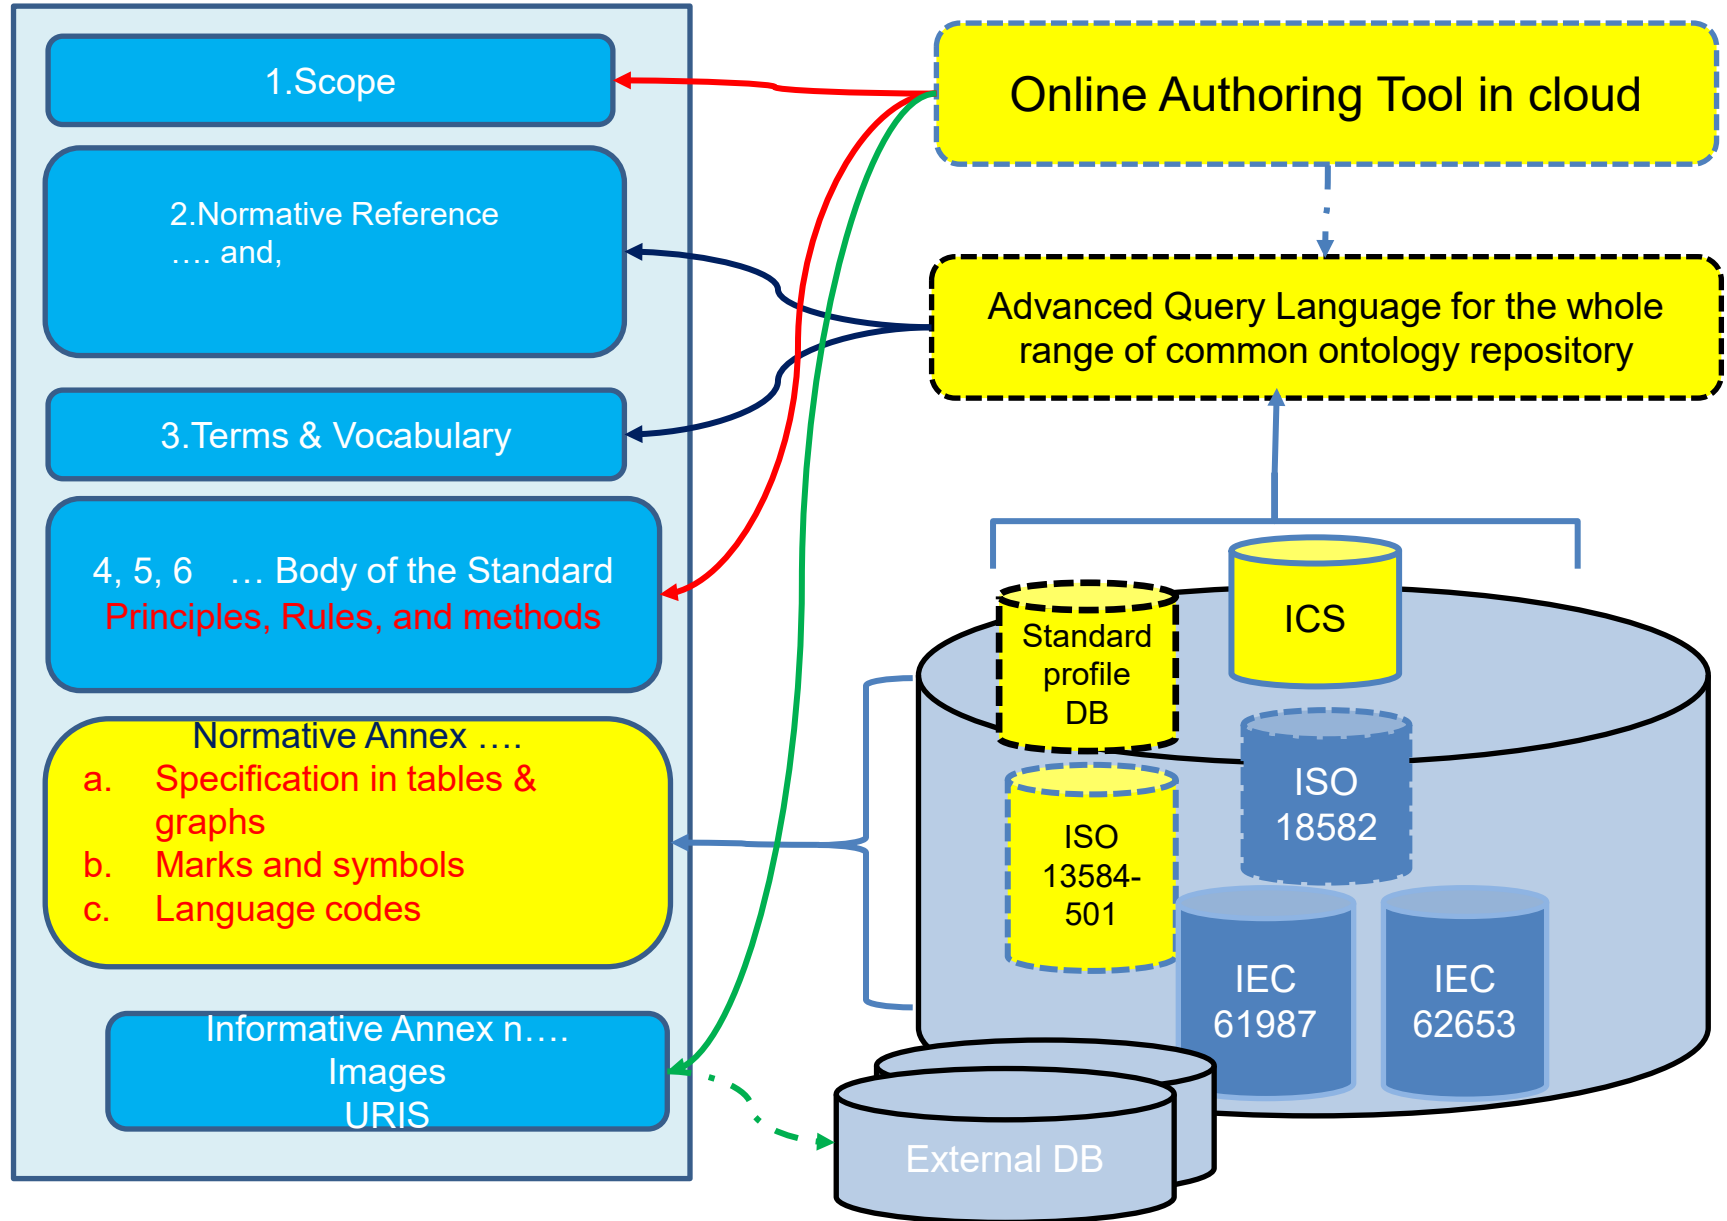 1.Scope
2.Normative Reference
…. and,
3.Terms & Vocabulary
4, 5, 6 … Body of the Standard
Principles, Rules, and methods
Normative Annex ….
a. Specification in tables &
graphs
b. Marks and symbols
c. Language codes
Informative Annex n….
Images
URIS
Online Authoring Tool in cloud
Advanced Query Language for the whole
range of common ontology repository
ICS
Standard
profile
DB
ISO
18582
ISO
13584-
501
IEC
61987
IEC
62653
External DB